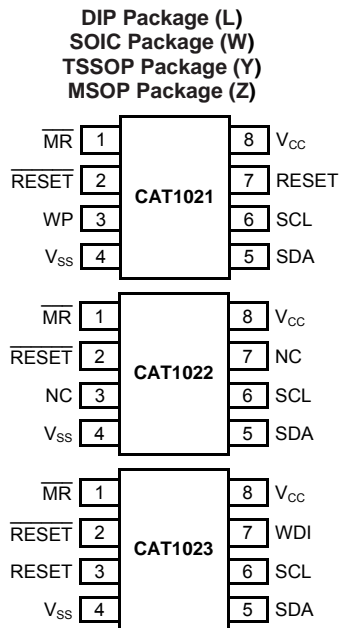 DIP Package (L)
SOIC Package (W)
TSSOP Package (Y)
MSOP Package (Z)
MR 1 8 VCC
RESET 2 7 RESET
CAT1021
WP 3 6 SCL
VSS 4 5 SDA
MR 1 8 VCC
RESET 2 7 NC
CAT1022
NC 3 6 SCL
VSS 4 5 SDA
MR 1 8 VCC
RESET 2 7 WDI
CAT1023
RESET 3 6 SCL
VSS 4 5 SDA